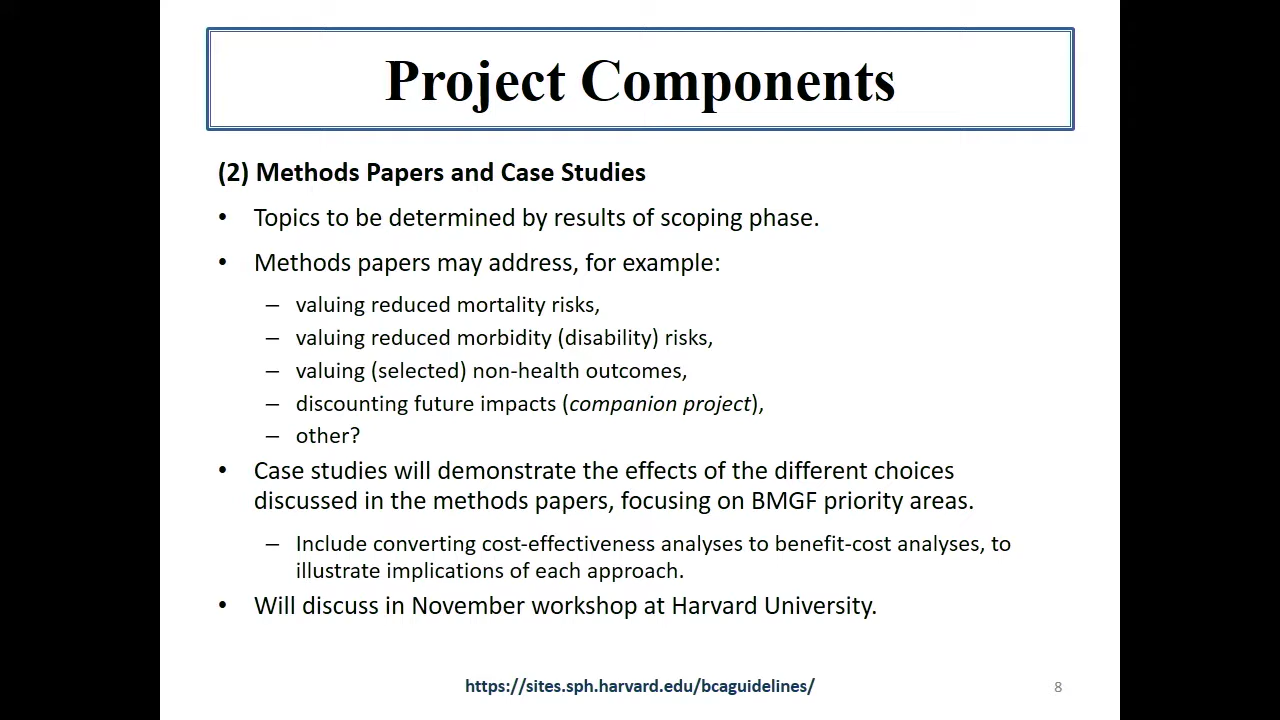 Project Components
(2) Methods Papers and Case Studies
• Topics to be determined by results of scoping phase.
• Methods papers may address, for example:
– valuing reduced mortality risks,
– valuing reduced morbidity (disability) risks,
– valuing (selected) non-health outcomes,
– discounting future impacts (companion project),
– other?
• Case studies will demonstrate the effects of the different choices
discussed in the methods papers, focusing on BMGF priority areas.
– Include converting cost-effectiveness analyses to benefit-cost analyses, to
illustrate implications of each approach.
• Will discuss in November workshop at Harvard University.
https://sites.sph.harvard.edu/bcaguidelines/
8